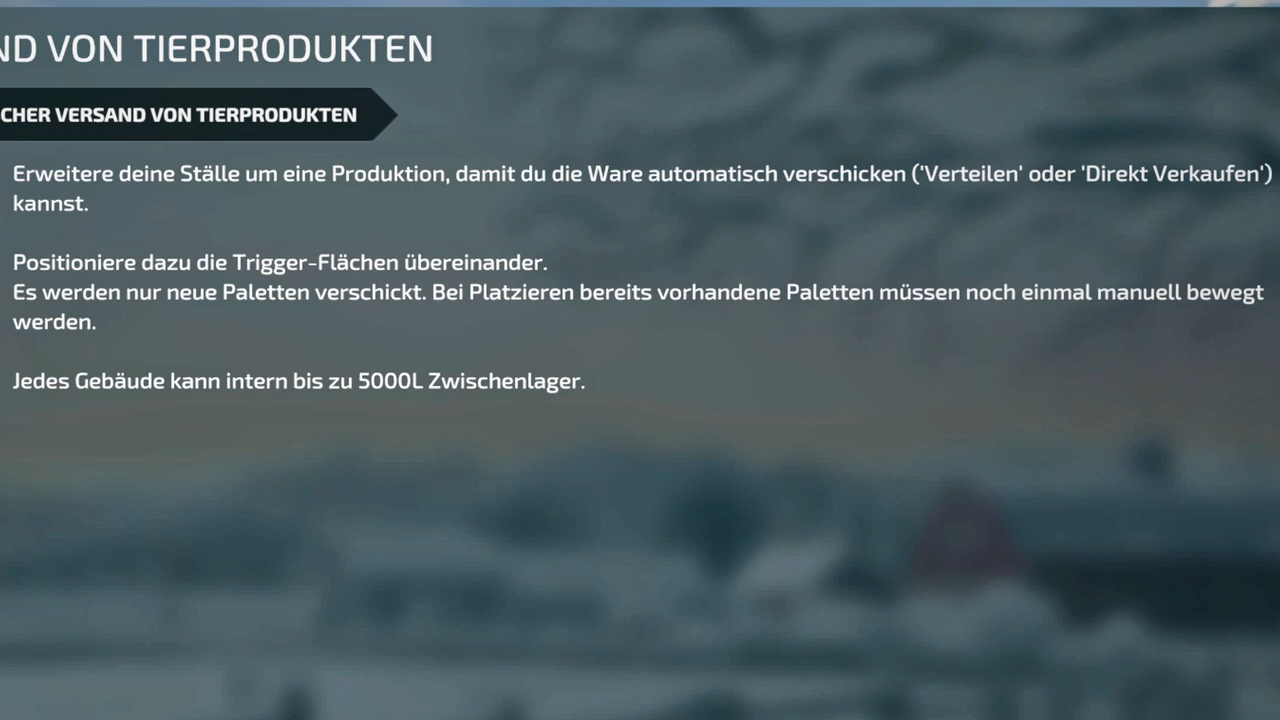 ND VON TIERPRODUKTEN
CHER VERSAND VON TIERPRODUKTEN
Erweitere deine Ställe um eine Produktion, damit du die Ware automatisch verschicken ('Verteilen' oder 'Direkt Verkaufen')
kannst.
Positioniere dazu die Trigger-Flächen übereinander.
Es werden nur neue Paletten verschickt. Bei Platzieren bereits vorhandene Paletten müssen noch einmal manuell bewegt
werden.
Jedes Gebäude kann intern bis zu 5000L Zwischenlager.